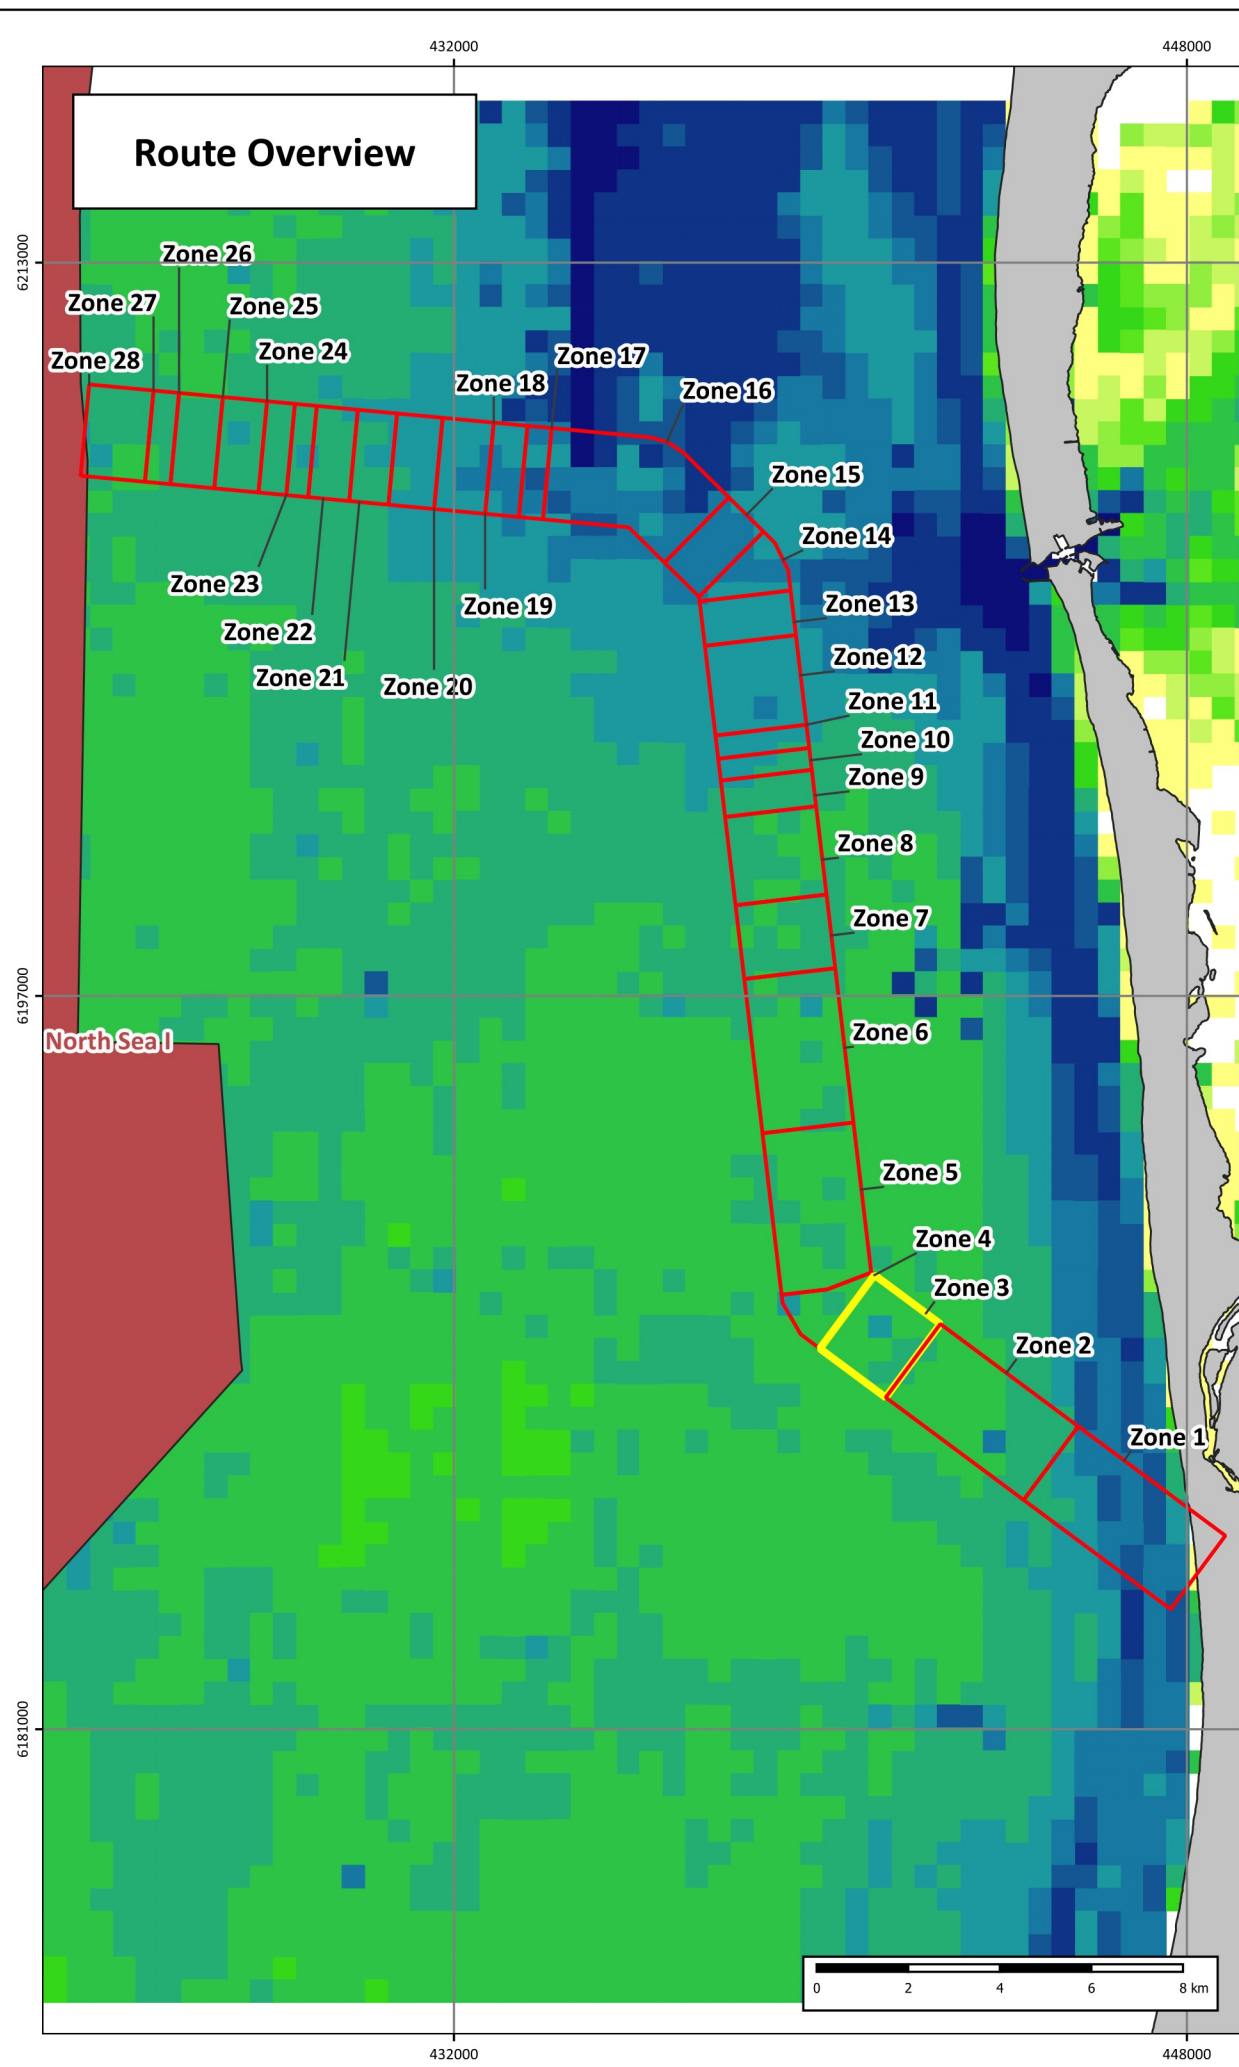 432000
448000
Route Overview
6213000
Zone 26
Zone 27
Zone 25
Zone 24
Zone 28
Zone 17
Zone 18
Zone 16
Zone 15
Zone 14
Zone 23
Zone 13
Zone 19
Zone 22
Zone 12
Zone 21
Zone 20
Zone 11
Zone 10
Zone 9
Zone 8
Zone 7
6197000
Zone 6
North Sea I
Zone 5
Zone 4
Zone 3
Zone 2
Zone 1
6181000
0 2 4 6 8 km
432000
448000